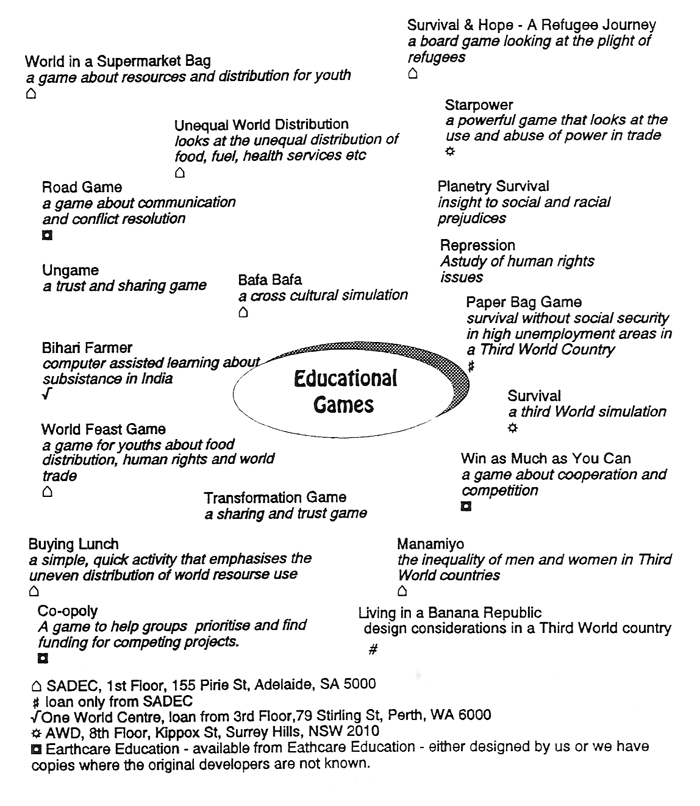 Survival & Hope - A Refugee Journey
a board game looking at the plight of
refugees
⌂
World in a Supermarket Bag
a game about resources and distribution for youth
⌂
Starpower
a powerful game that looks at the
use and abuse of power in trade
☼
Unequal World Distribution
looks at the unequal distribution of
food, fuel, health services etc
⌂
Road Game
a game about communication
and conflict resolution
◘
Planetry Survival
insight to social and racial
prejudices
Repression
Astudy of human rights
issues
Ungame
a trust and sharing game
Bafa Bafa
a cross cultural simulation
⌂
Paper Bag Game
survival without social security
in high unemployment areas in
a Third World Country
#
Bihari Farmer
computer assisted learning about
subsistance in India
√
Educational
Games
Survival
a third World simulation
☼
World Feast Game
a game for youths about food
distribution, human rights and world
trade
⌂
Win as Much as You Can
a game about cooperation and
competition
◘
Transformation Game
a sharing and trust game
Buying Lunch
a simple, quick activity that emphasises the
uneven distribution of world resourse use
⌂
Manamiyo
the inequality of men and women in Third
World countries
⌂
Co-opoly
A game to help groups prioritise and find
funding for competing projects.
◘
Living in a Banana Republic
design considerations in a Third World country
#
⌂ SADEC, 1st Floor, 155 Pirie St, Adelaide, SA 5000
# loan only from SADEC
√One World Centre, loan from 3rd Floor,79 Stirling St, Perth, WA 6000
☼ AWD, 8th Floor, Kippox St, Surrey Hills, NSW 2010
◘ Earthcare Education - available from Eathcare Education - either designed by us or we have
copies where the original developers are not known.